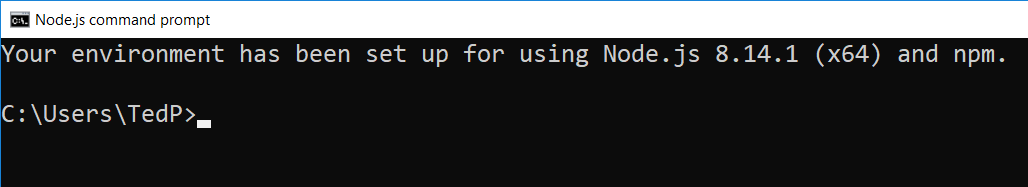 Node.js command prompt
Your environment has been set up for using Node.js 8.14.1 (x64) and npm.
C:\Users\TedP>